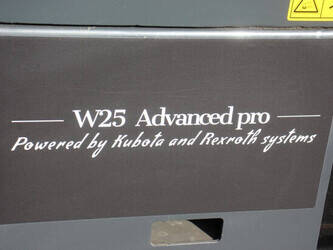 W25 Advanced pro
Powered by Kubota and Rexroth systems